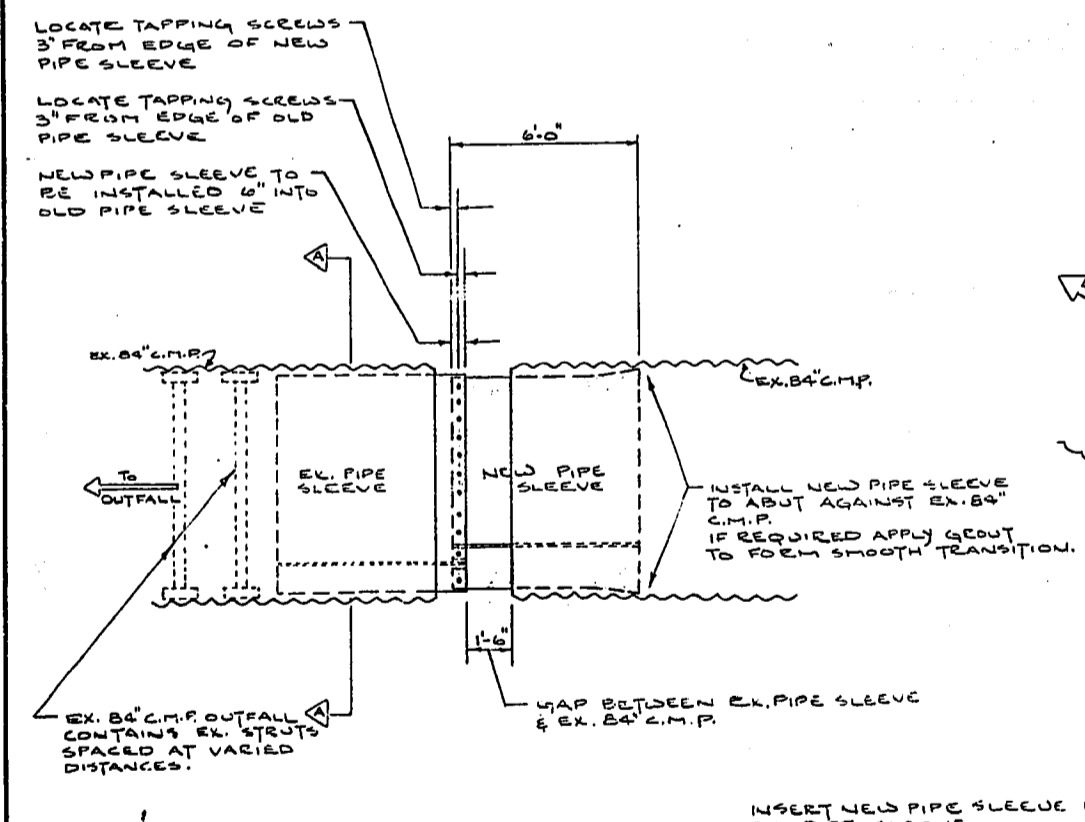 LOCATE TAPPING SCREWS
3" FROM EDGE OF NEW
PIPE SLEEVE
LOCATE TAPPING SCREWS
3" FROM EDGE OF OLD
PIPE SLEEVE
NEW PIPE SLEEVE TO
BE INSTALLED 6" INTO
OLD PIPE SLEEVE
6'-0"
A
EX. 84" C.M.P.
EX. 84" C.M.P.
TO
OUTFALL
EX. PIPE
SLEEVE
NEW PIPE
SLEEVE
INSTALL NEW PIPE SLEEVE
TO ABUT AGAINST EX. 84"
C.M.P.
IF REQUIRED APPLY GROUT
TO FORM SMOOTH TRANSITION.
1'-6"
GAP BETWEEN EX. PIPE SLEEVE
& EX. 84" C.M.P.
A
EX. 84" C.M.P. OUTFALL
CONTAINS EX. STRUTS
SPACED AT VARIED
DISTANCES.
INSERT NEW PIPE SLEEVE